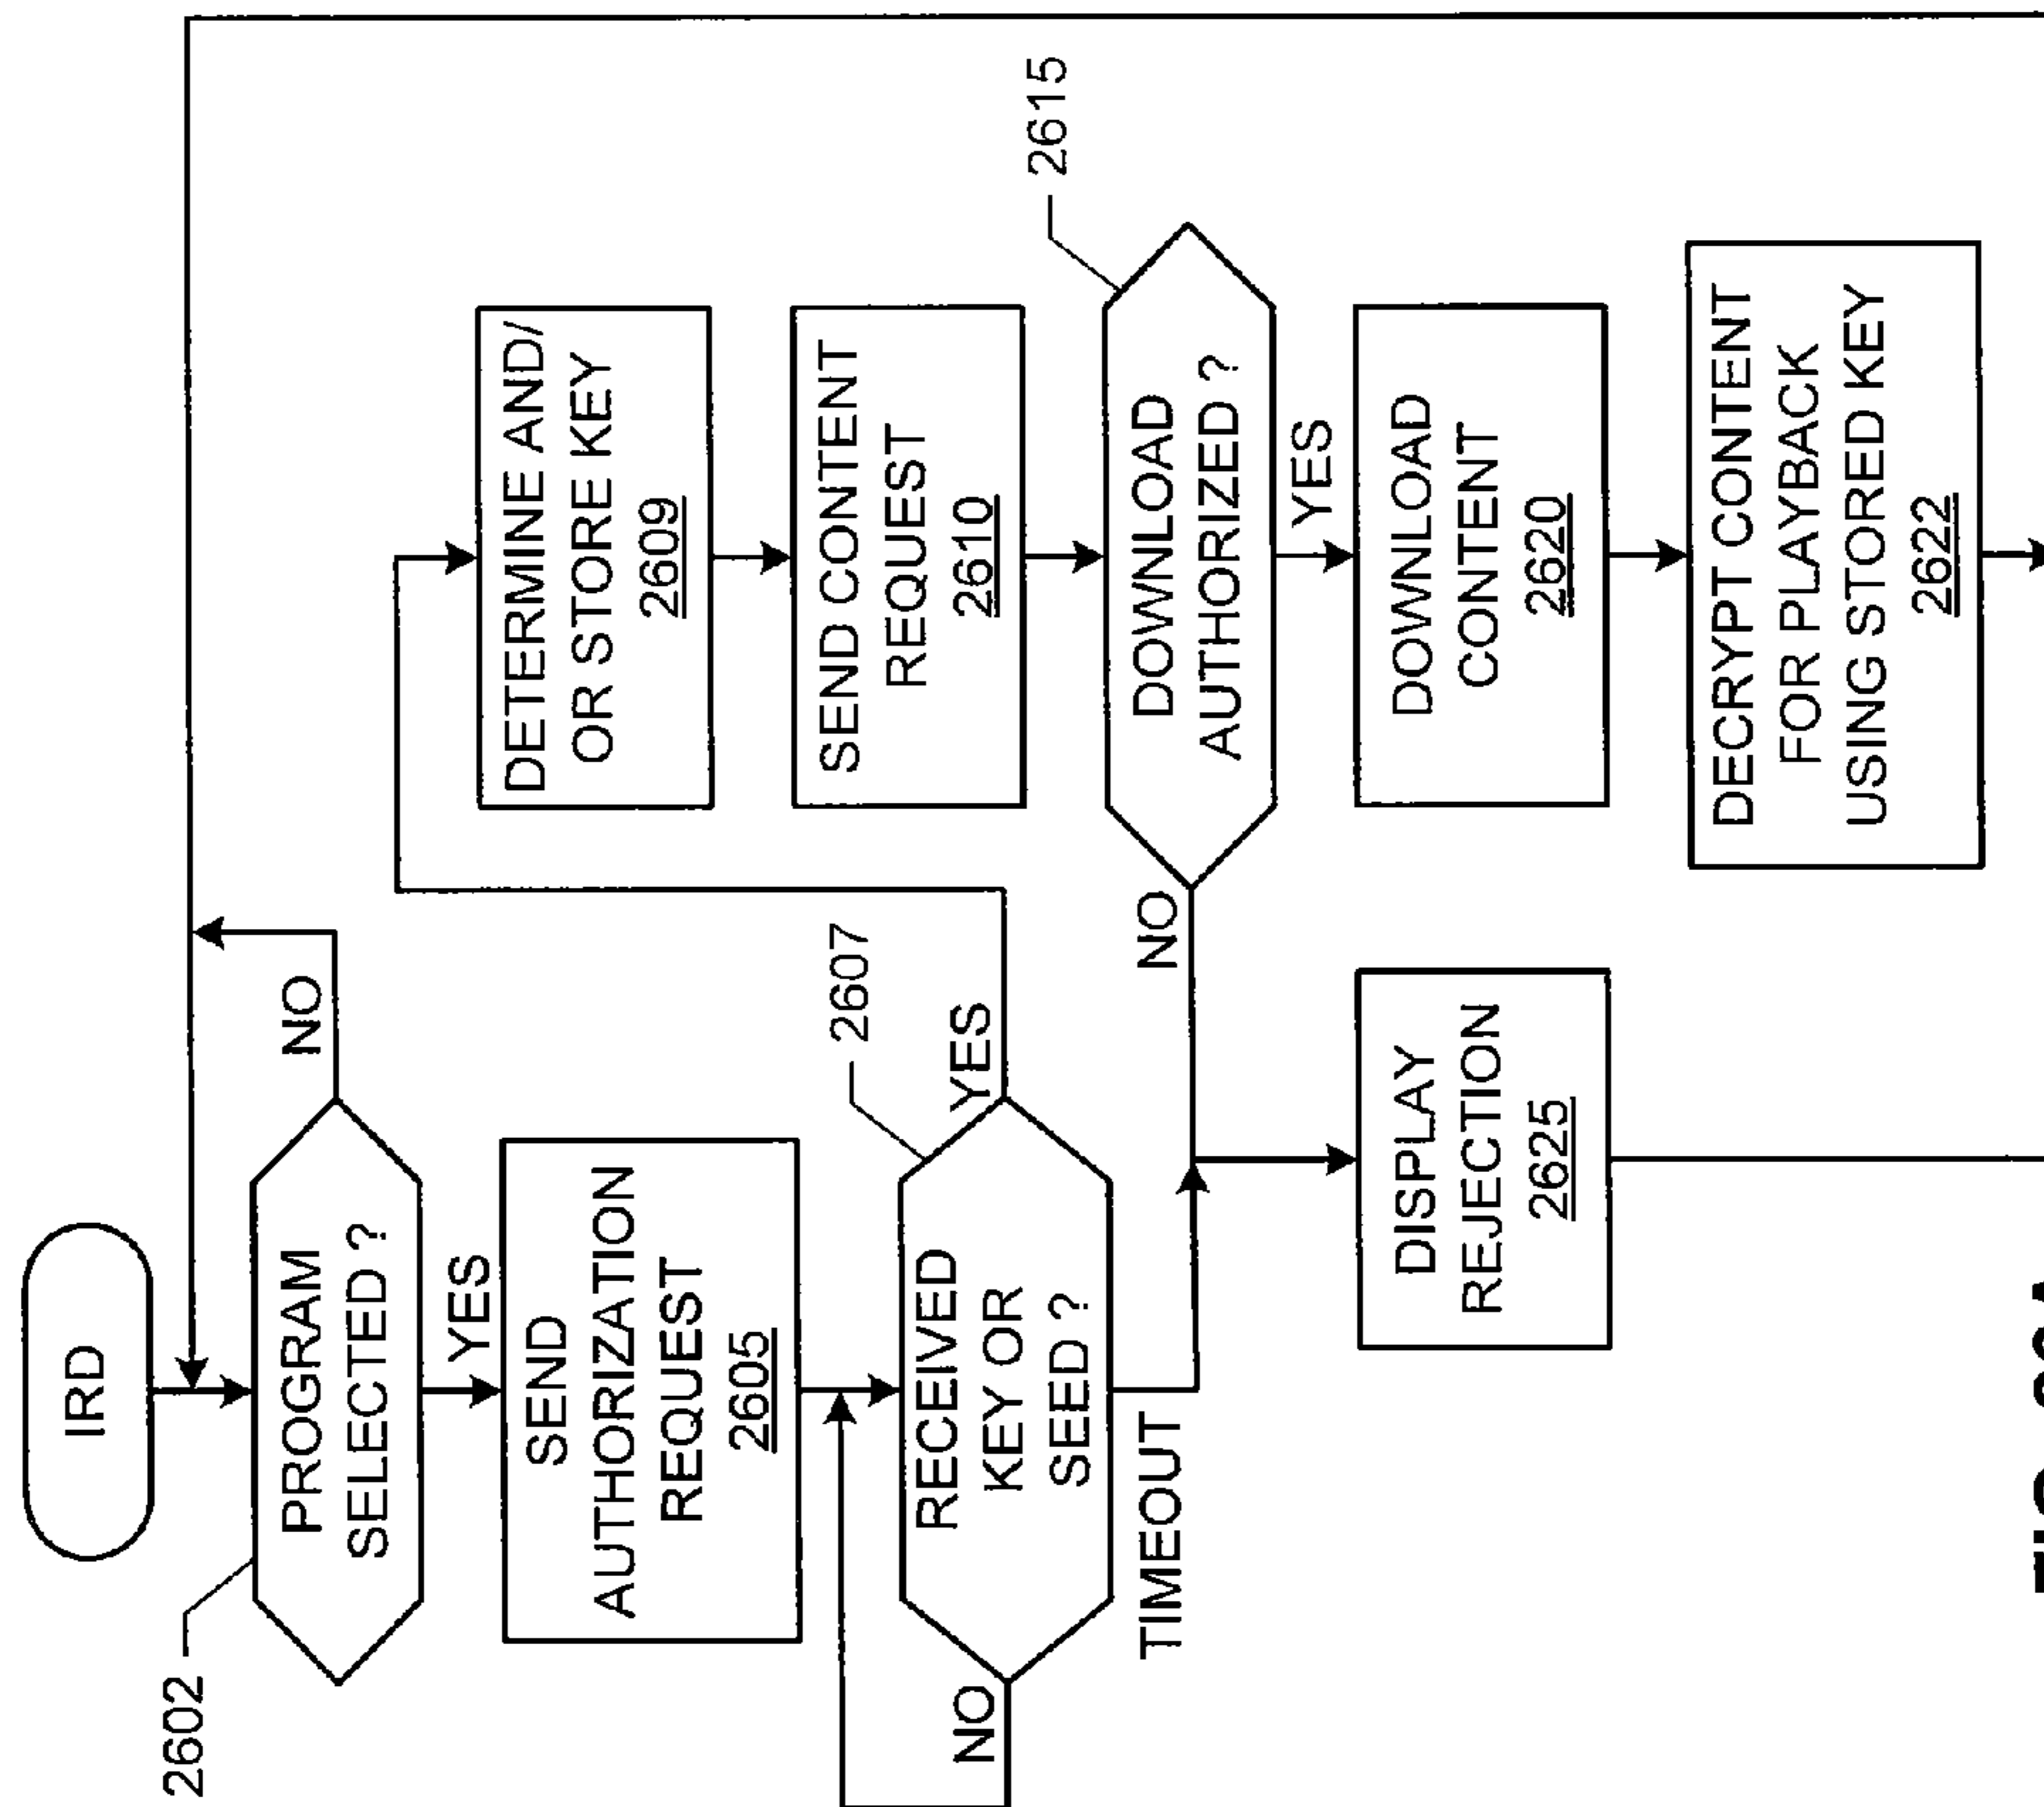 IRD
2602
PROGRAM
SELECTED ?
NO
YES
SEND
AUTHORIZATION
REQUEST
2605
2607
RECEIVED
KEY OR
SEED ?
NO
YES
TIMEOUT
DETERMINE AND/
OR STORE KEY
2609
SEND CONTENT
REQUEST
2610
2615
DOWNLOAD
AUTHORIZED ?
NO
YES
DISPLAY
REJECTION
2625
DOWNLOAD
CONTENT
2620
DECRYPT CONTENT
FOR PLAYBACK
USING STORED KEY
2622